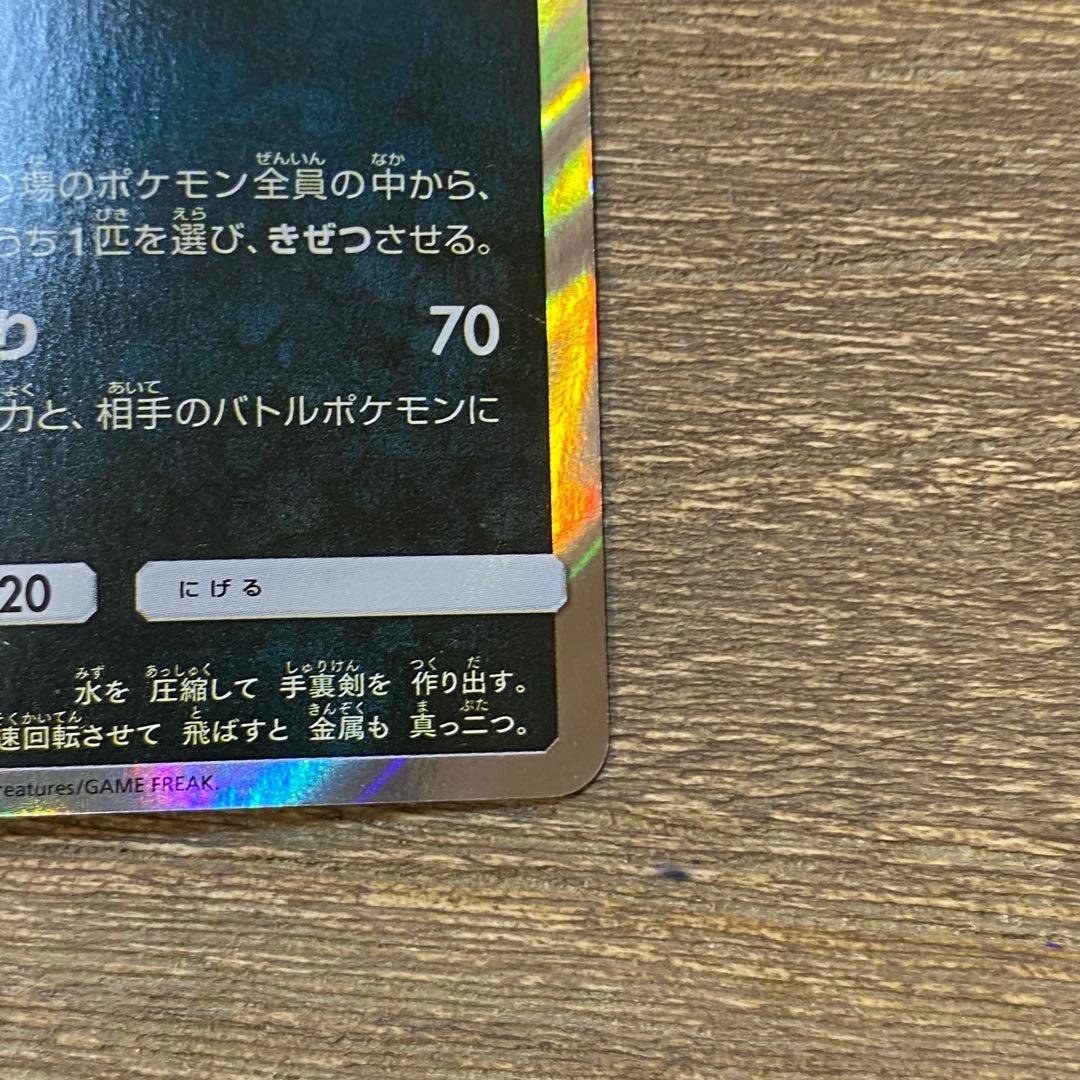 の場のポケモン全員の中から、
うち1匹を選び、きぜつさせる。
り 70
力と、相手のバトルポケモンに
20 にげる
水を 圧縮して 手裏剣を 作り出す。
速回転させて 飛ばすと 金属も 真っ二つ。
reatures/GAME FREAK.